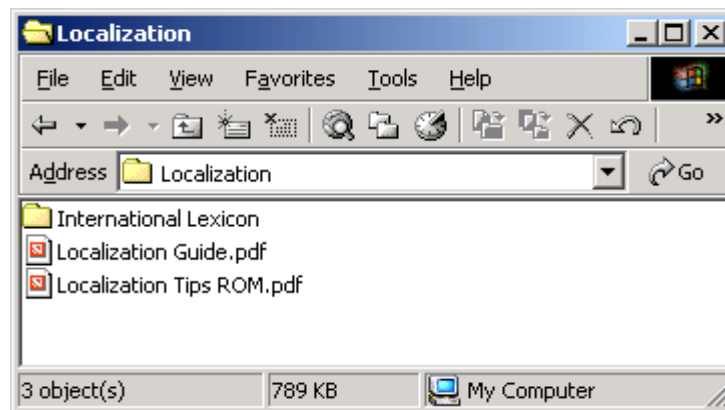 Localization
File Edit View Favorites Tools Help
»
Address Localization Go
International Lexicon
Localization Guide.pdf
Localization Tips ROM.pdf
3 object(s) 789 KB My Computer